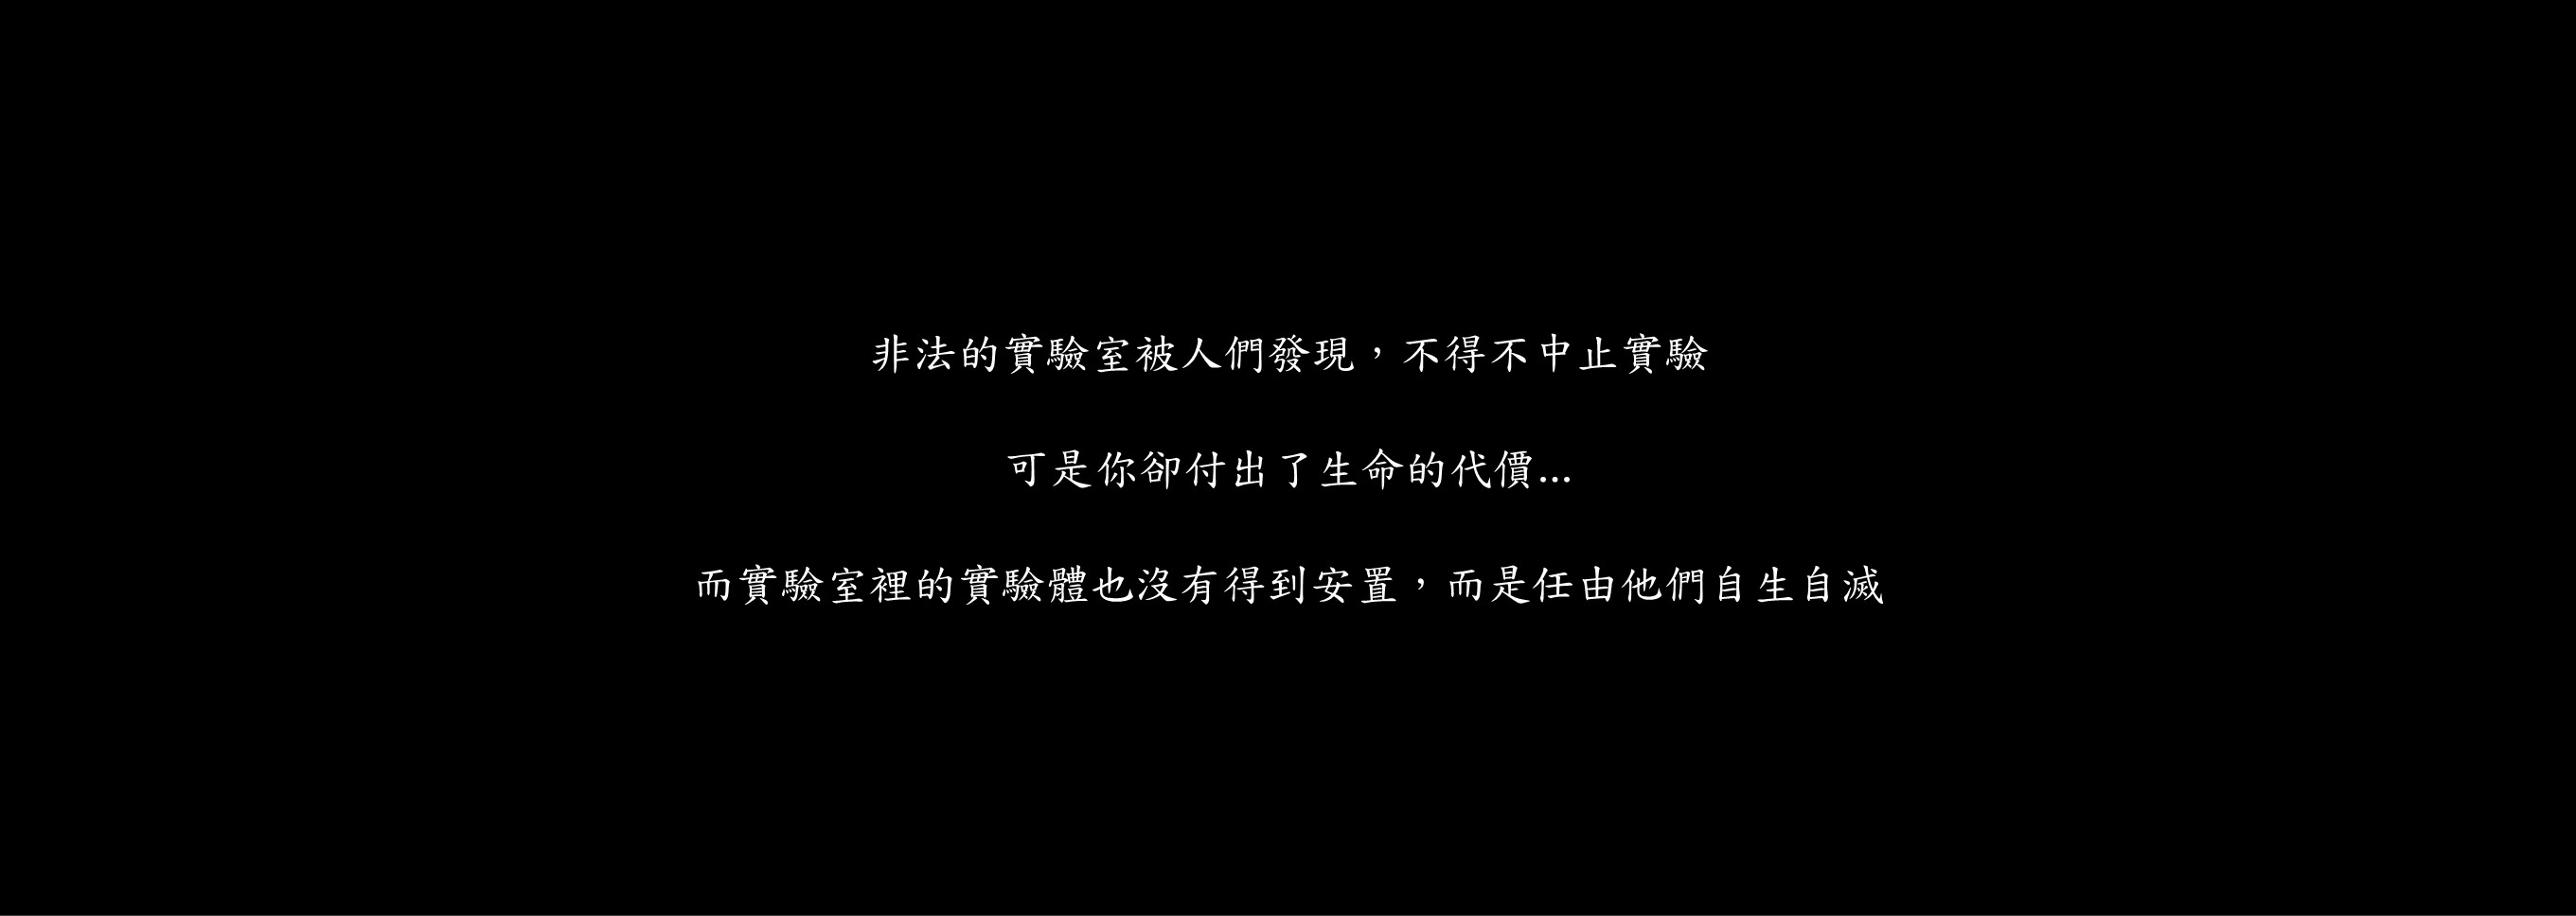 非法的實驗室被人們發現，不得不中止實驗
可是你卻付出了生命的代價...
而實驗室裡的實驗體也沒有得到安置，而是任由他們自生自滅